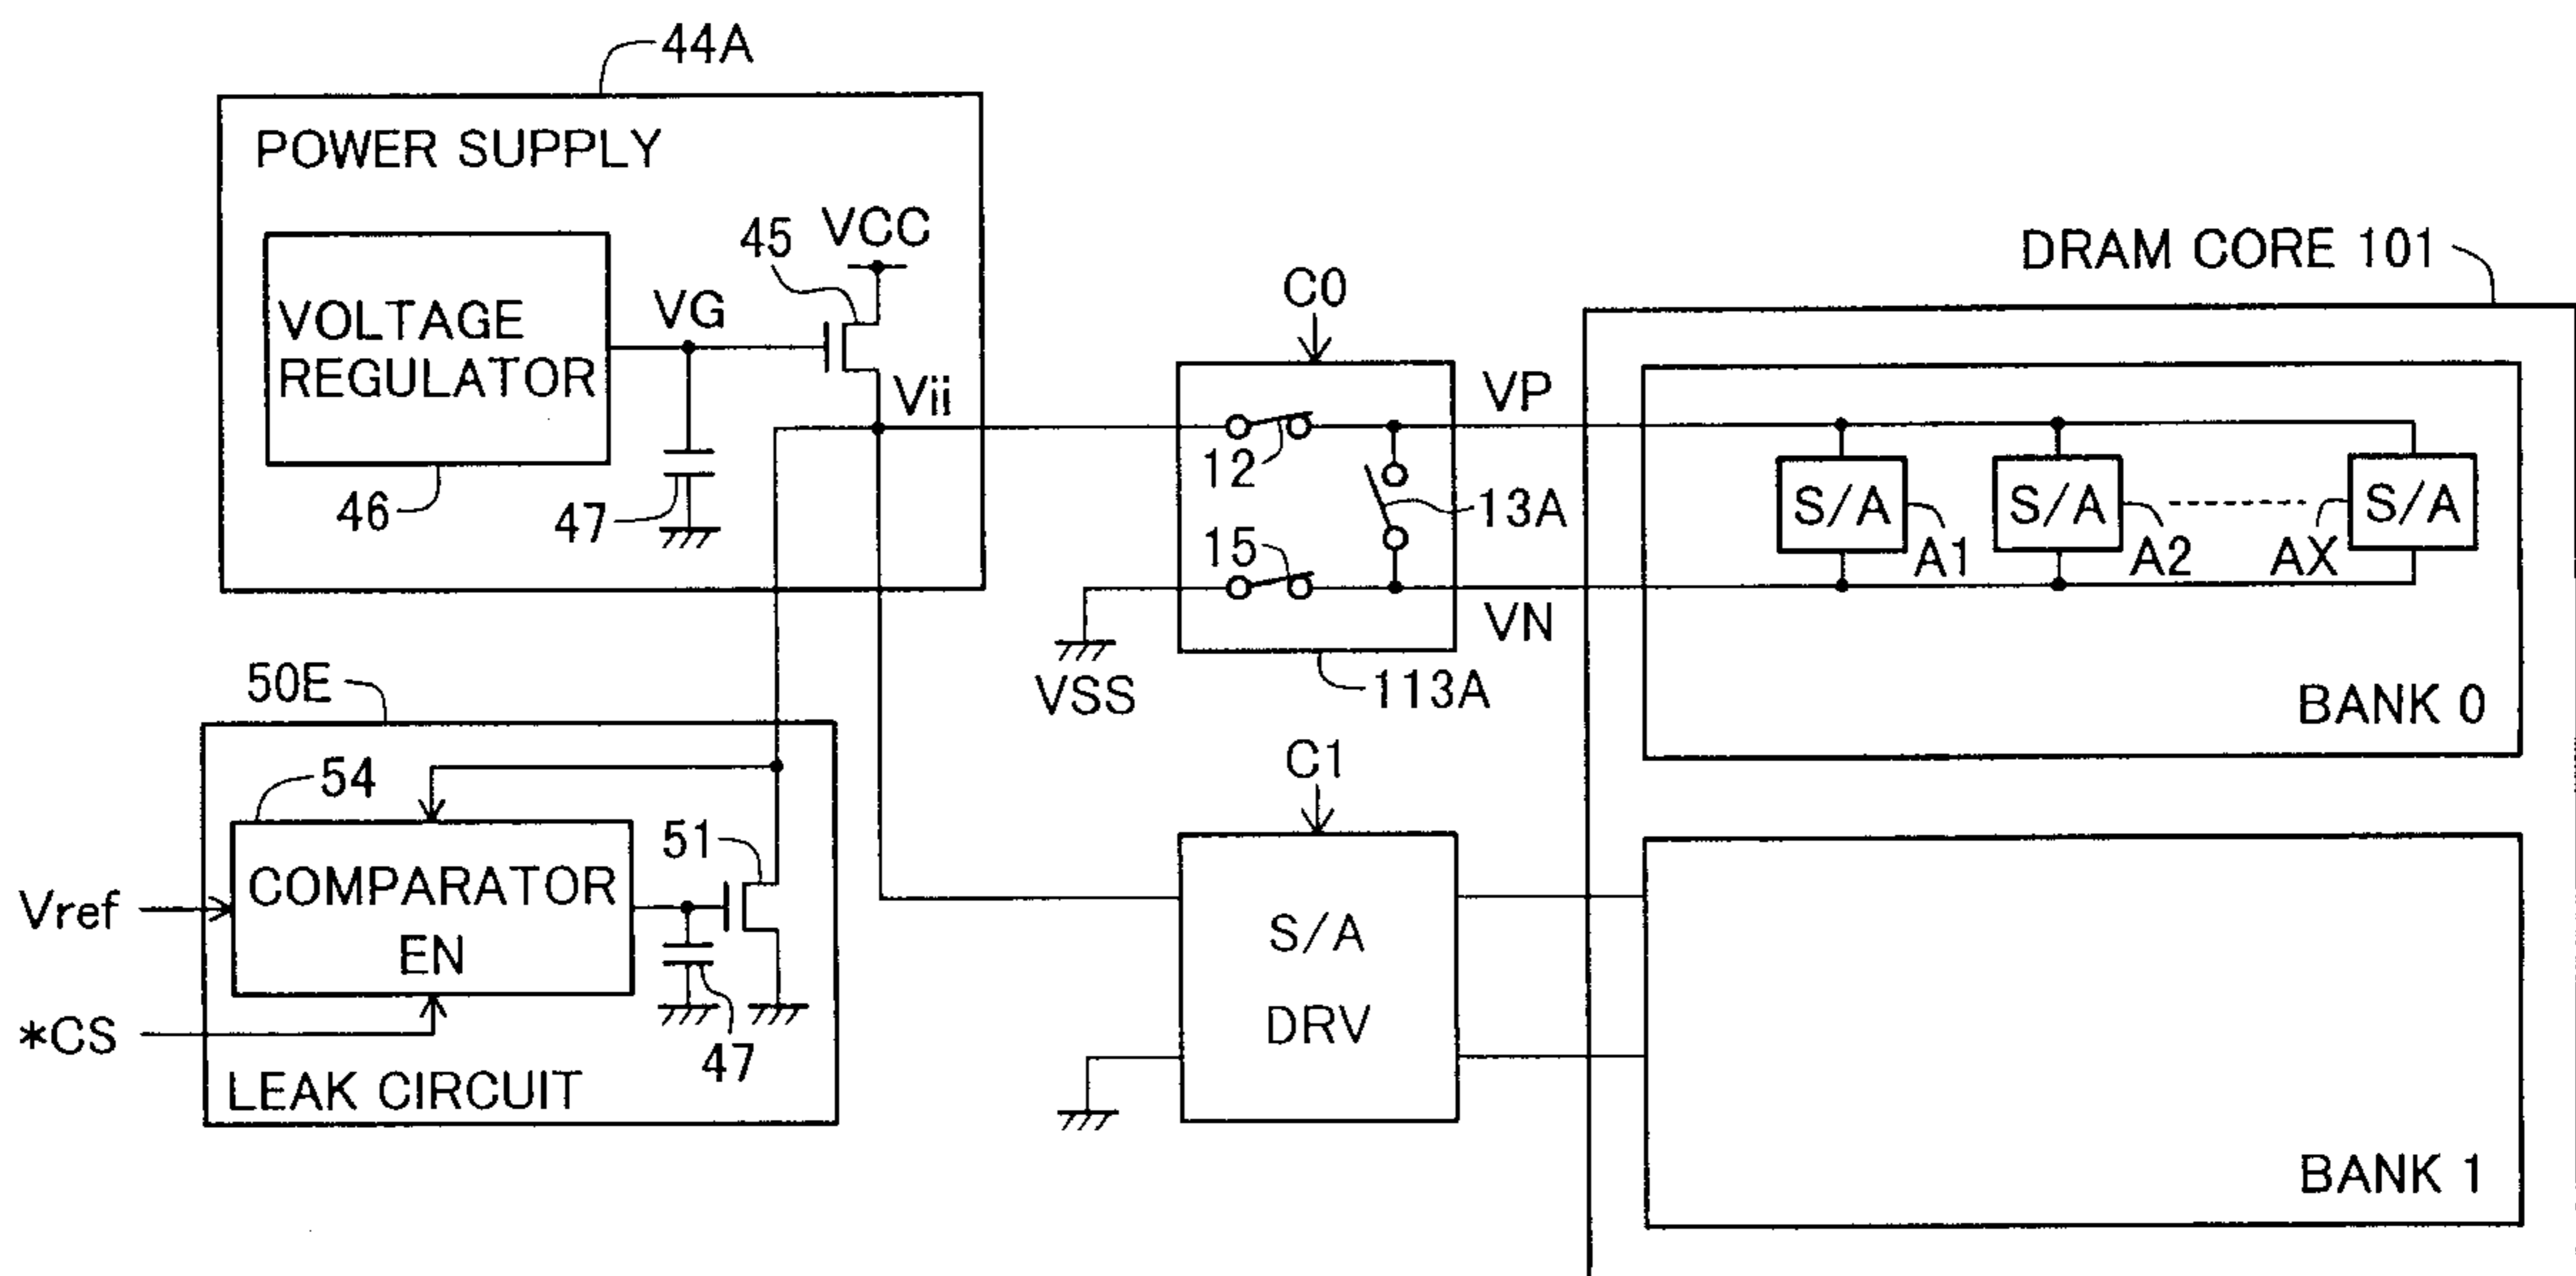 44A
POWER SUPPLY
VOLTAGE
REGULATOR
46
VG
47
45
VCC
Vii
C0
12
13A
15
VSS
113A
VP
VN
DRAM CORE 101
S/A
A1
S/A
A2
S/A
AX
BANK 0
50E
54
COMPARATOR
EN
51
47
Vref
*CS
LEAK CIRCUIT
C1
S/A
DRV
BANK 1